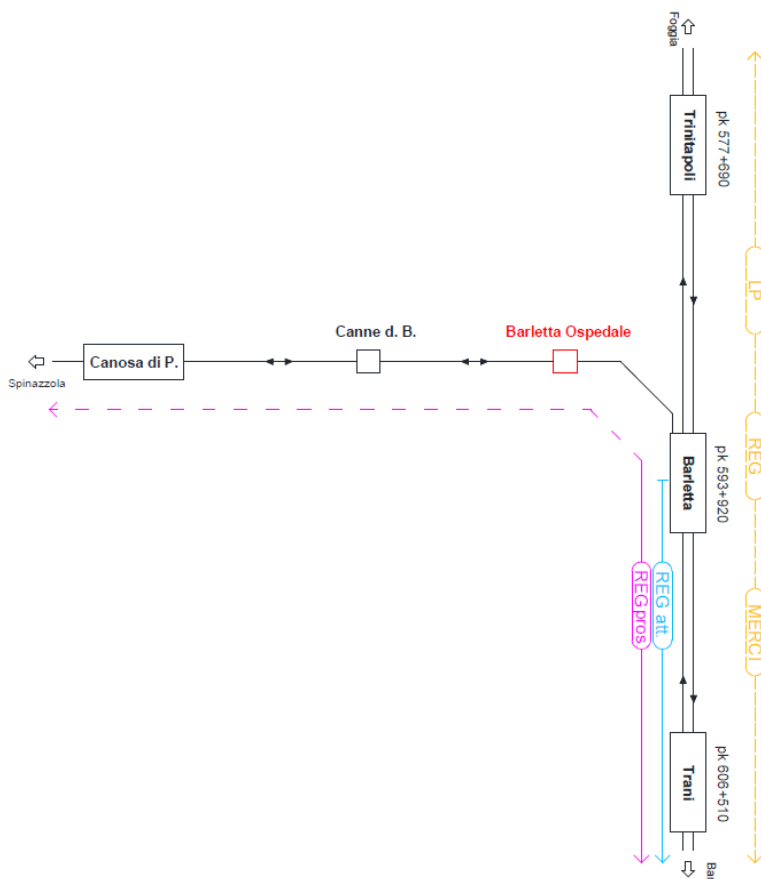 Foggia
Trinitapoli
pk 577+690
LP
Canne d. B.
Barletta Ospedale
Canosa di P.
Spinazzola
Barletta
pk 593+920
REG
REG pros
REG att.
MERCI
Trani
pk 606+510
Bar